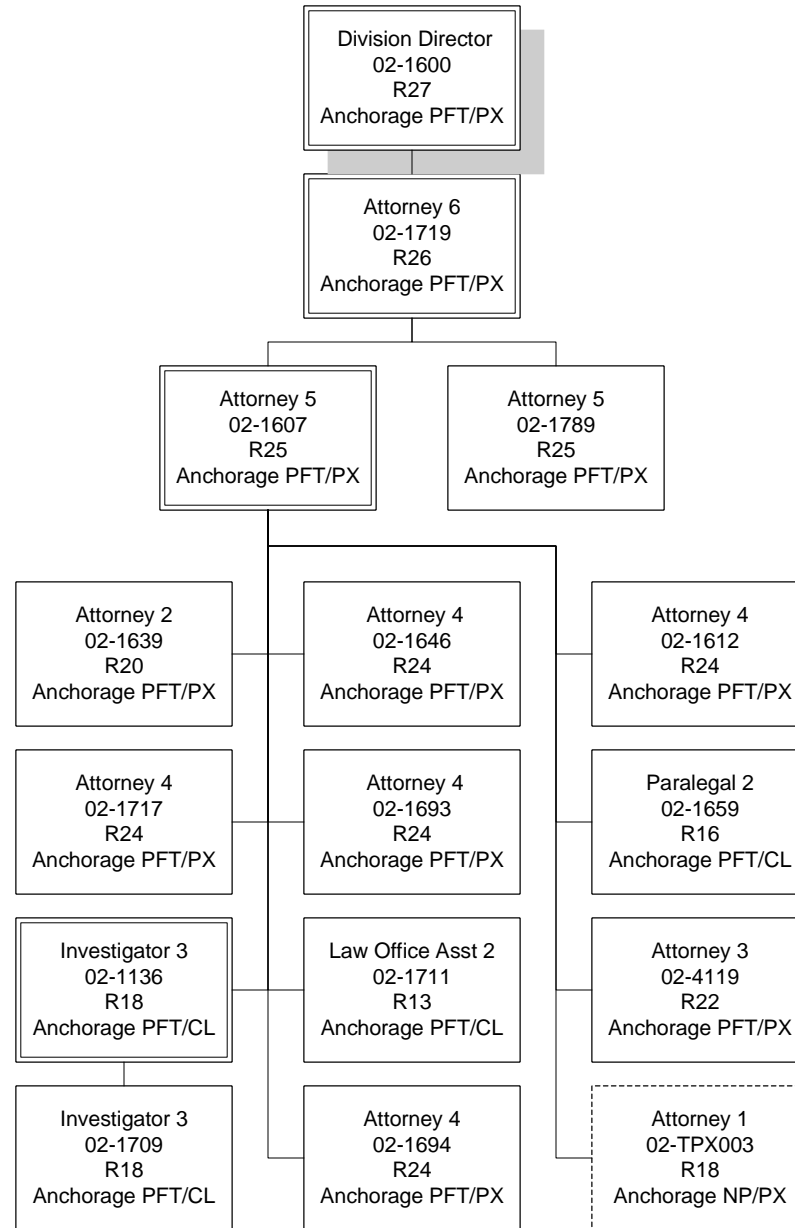 Division Director
02-1600
R27
Anchorage PFT/PX
Attorney 6
02-1719
R26
Anchorage PFT/PX
Attorney 5
02-1607
R25
Anchorage PFT/PX
Attorney 5
02-1789
R25
Anchorage PFT/PX
Attorney 2
02-1639
R20
Anchorage PFT/PX
Attorney 4
02-1646
R24
Anchorage PFT/PX
Attorney 4
02-1612
R24
Anchorage PFT/PX
Attorney 4
02-1717
R24
Anchorage PFT/PX
Attorney 4
02-1693
R24
Anchorage PFT/PX
Paralegal 2
02-1659
R16
Anchorage PFT/CL
Investigator 3
02-1136
R18
Anchorage PFT/CL
Law Office Asst 2
02-1711
R13
Anchorage PFT/CL
Attorney 3
02-4119
R22
Anchorage PFT/PX
Investigator 3
02-1709
R18
Anchorage PFT/CL
Attorney 4
02-1694
R24
Anchorage PFT/PX
Attorney 1
02-TPX003
R18
Anchorage NP/PX